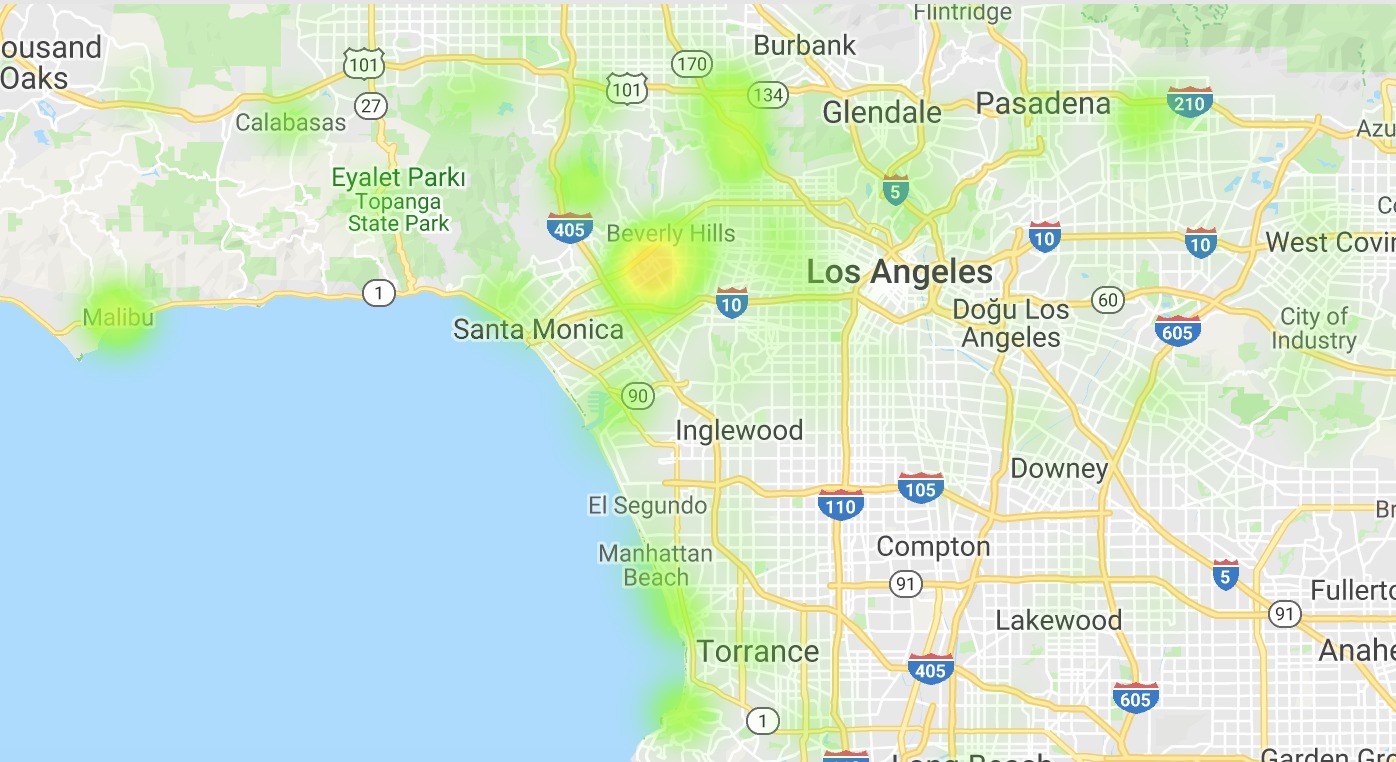 Flintridge
ousand
Oaks
Burbank
101
170
101
134
27
Calabasas
Glendale
Pasadena
210
Azu
Eyalet Parkı
Topanga
State Park
5
405
Beverly Hills
10
10
West Covin
Los Angeles
1
10
60
Malibu
Santa Monica
Doğu Los
Angeles
605
City of
Industry
90
Inglewood
Downey
El Segundo
110
105
Manhattan
Beach
Compton
91
5
Fullerto
91
Lakewood
Torrance
Anahe
405
605
1
Long Beach
Garden Gro